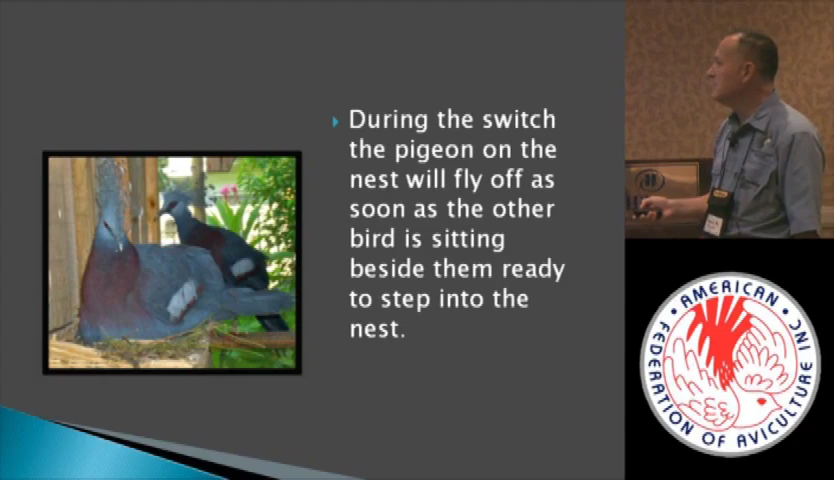 During the switch
the pigeon on the
nest will fly off as
soon as the other
bird is sitting
beside them ready
to step into the
nest.
AMERICAN
FEDERATION OF AVICULTURE
INC